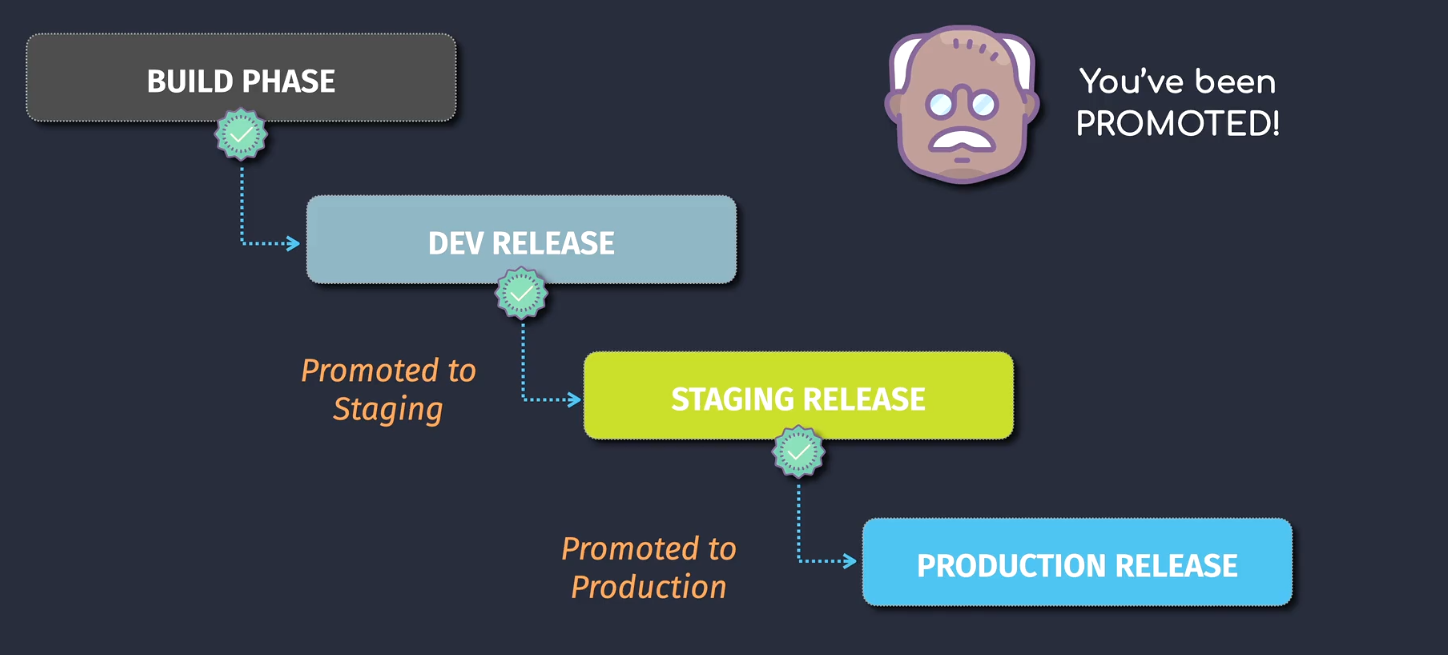 BUILD PHASE
You've been
PROMOTED!
DEV RELEASE
Promoted to
Staging
STAGING RELEASE
Promoted to
Production
PRODUCTION RELEASE